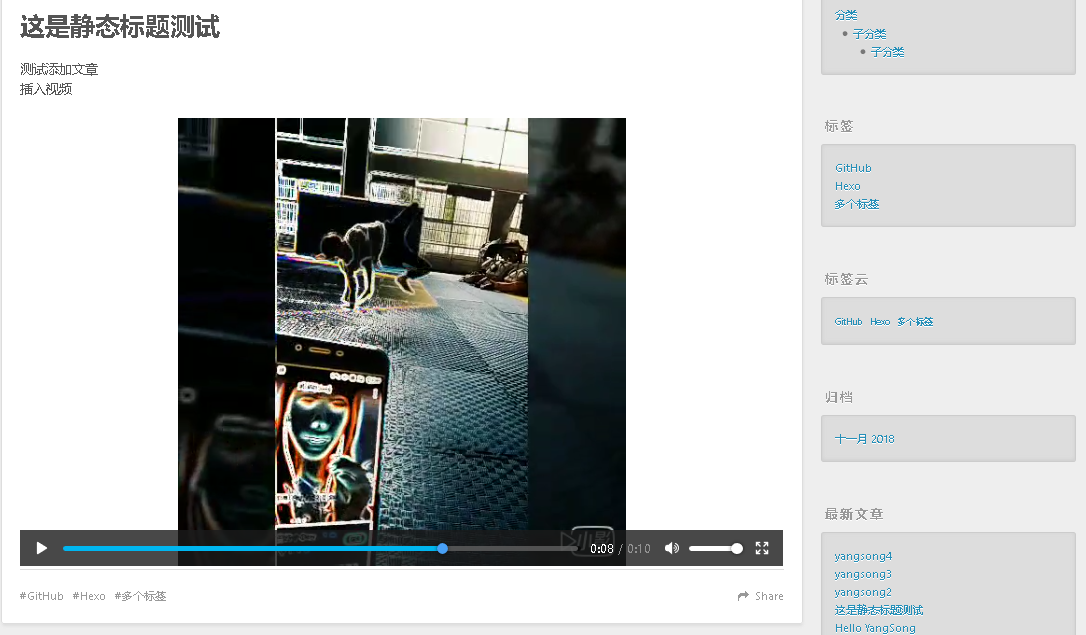 这是静态标题测试
测试添加文章
插入视频
小影
0:08 / 0:10
#GitHub #Hexo #多个标签
Share
分类
子分类
子分类
标签
GitHub
Hexo
多个标签
标签云
GitHub Hexo 多个标签
归档
十一月 2018
最新文章
yangsong4
yangsong3
yangsong2
这是静态标题测试
Hello YangSong